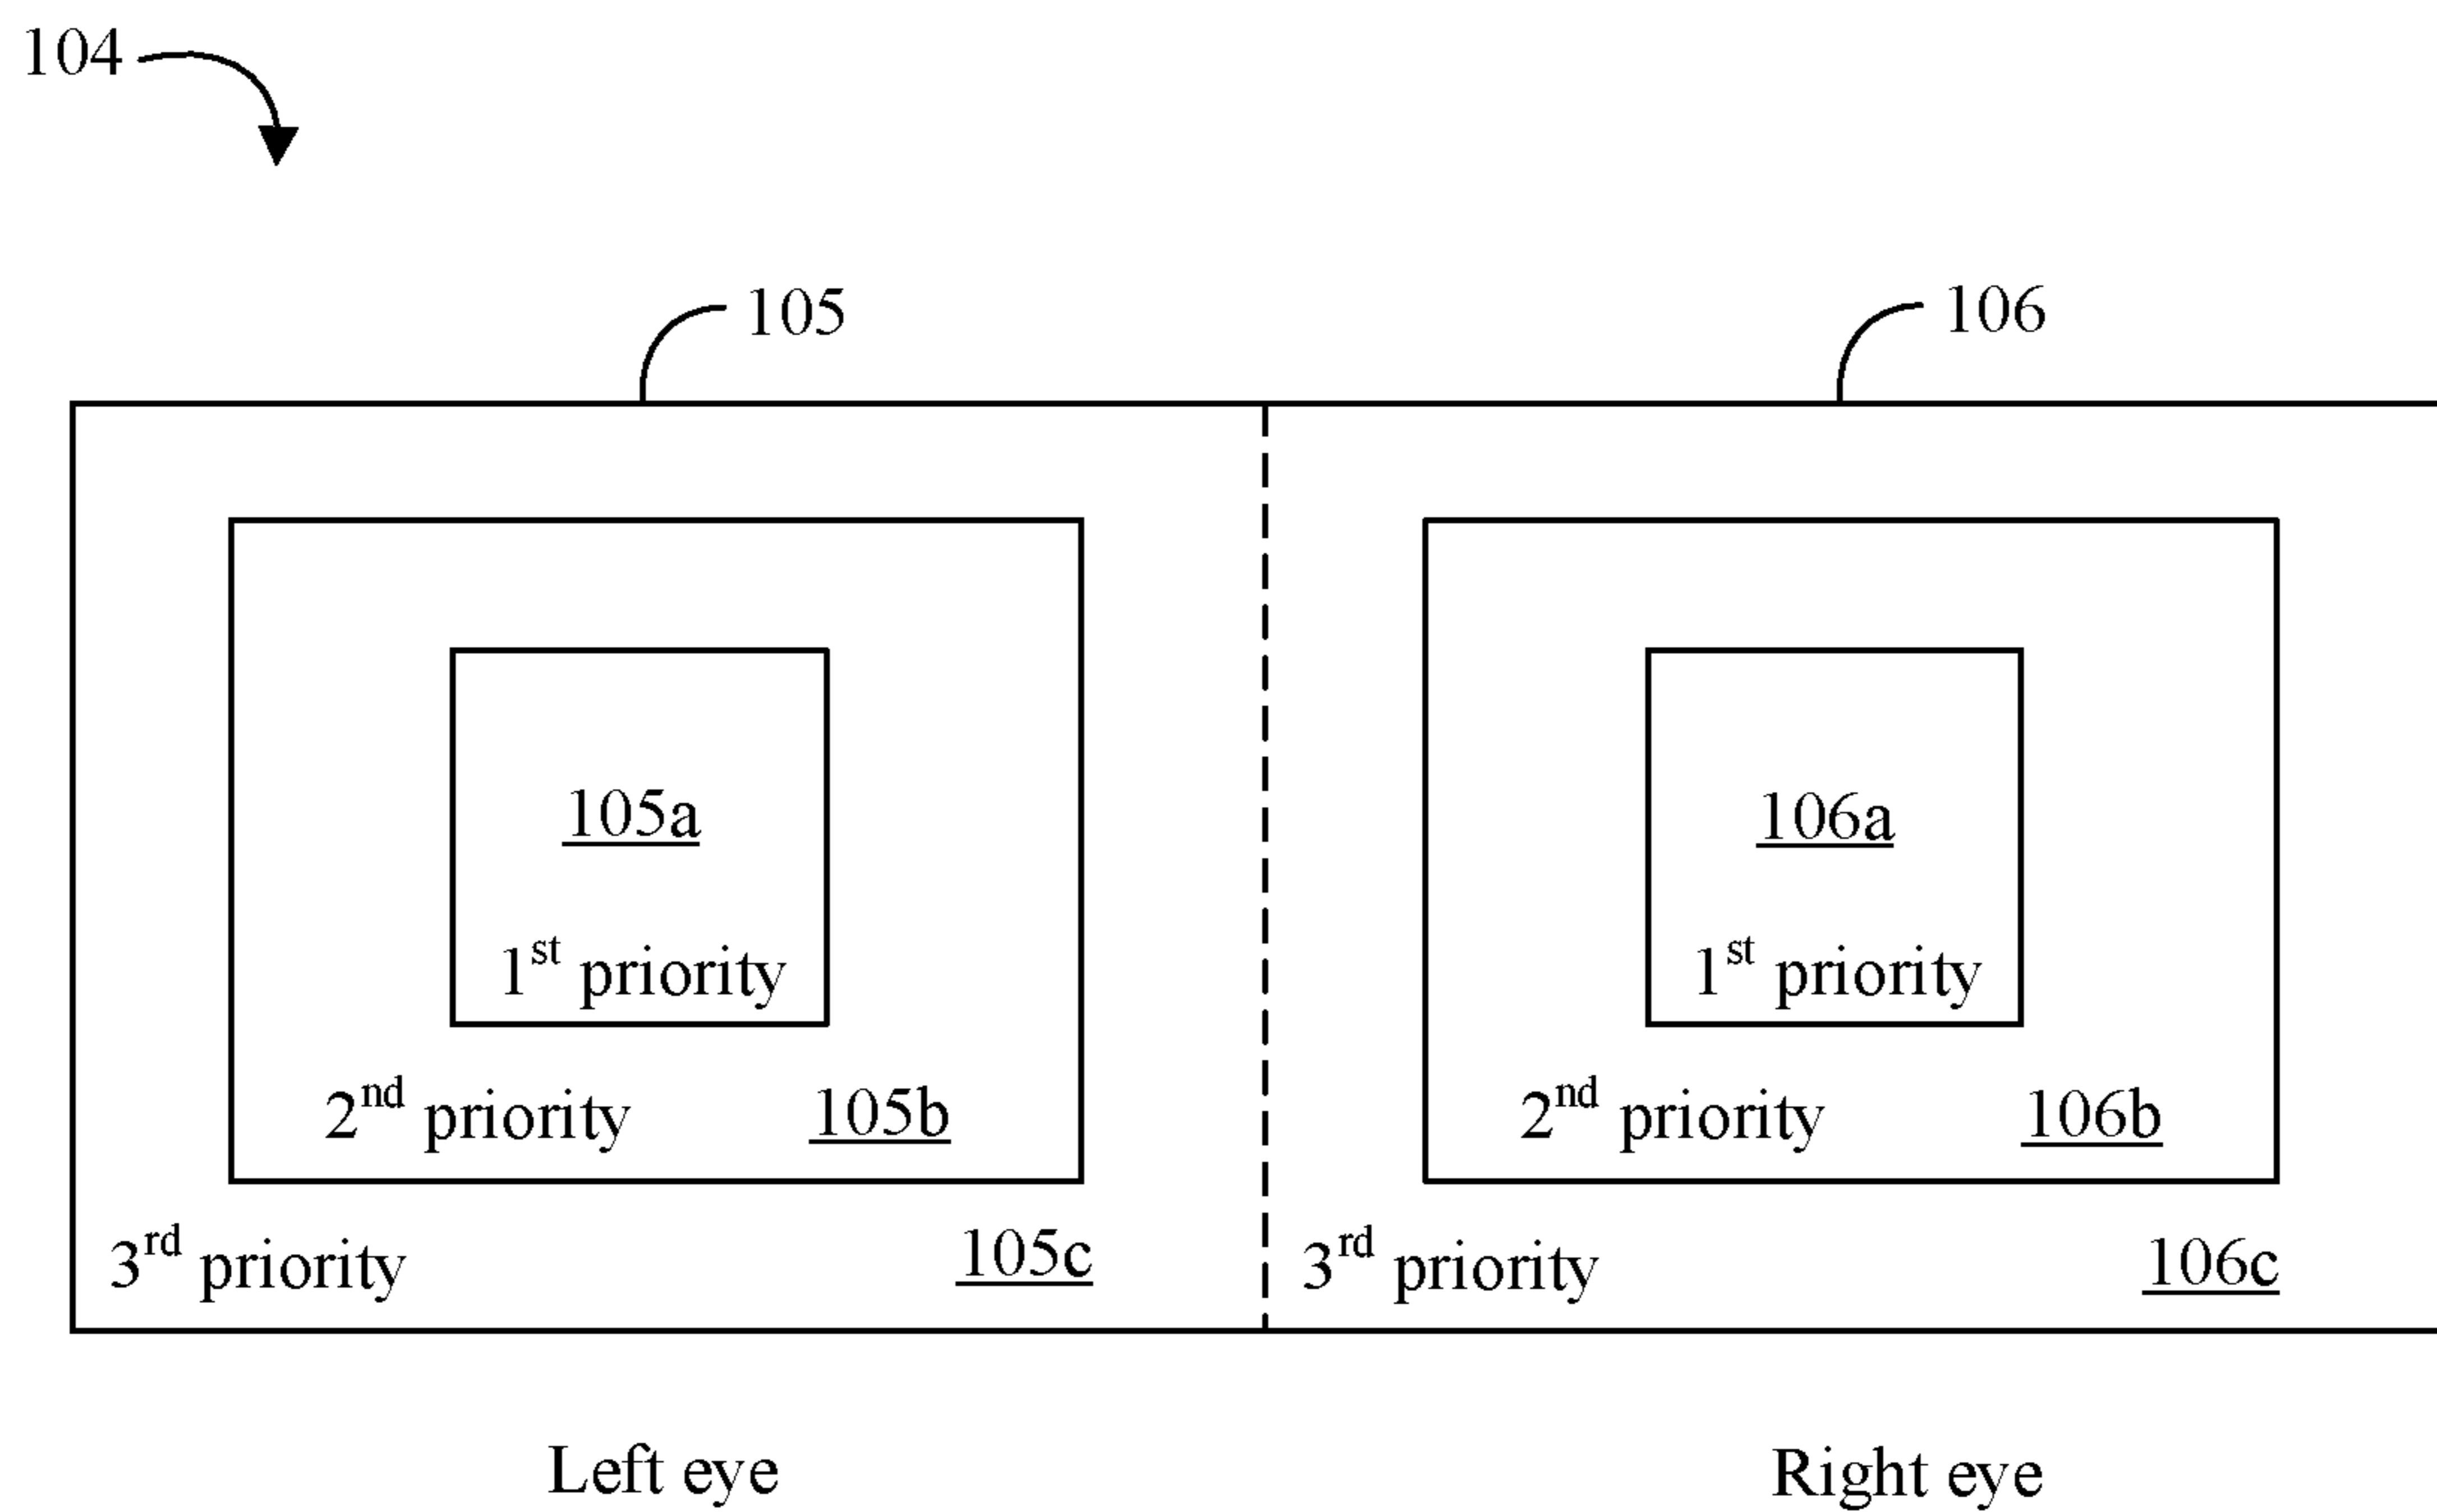 104
105
106
105a
106a
1st priority
1st priority
2nd priority 105b
2nd priority 106b
3rd priority 105c
3rd priority 106c
Left eye
Right eye